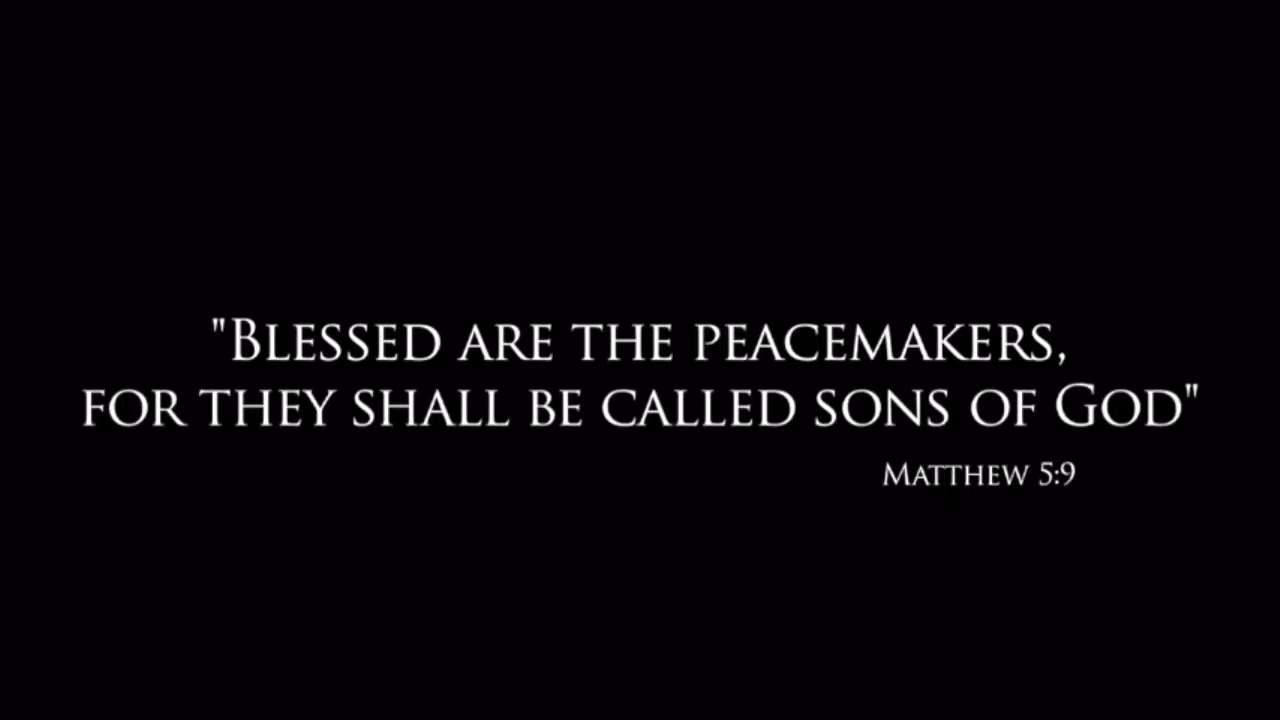 "Blessed are the peacemakers,
for they shall be called sons of God"
Matthew 5:9